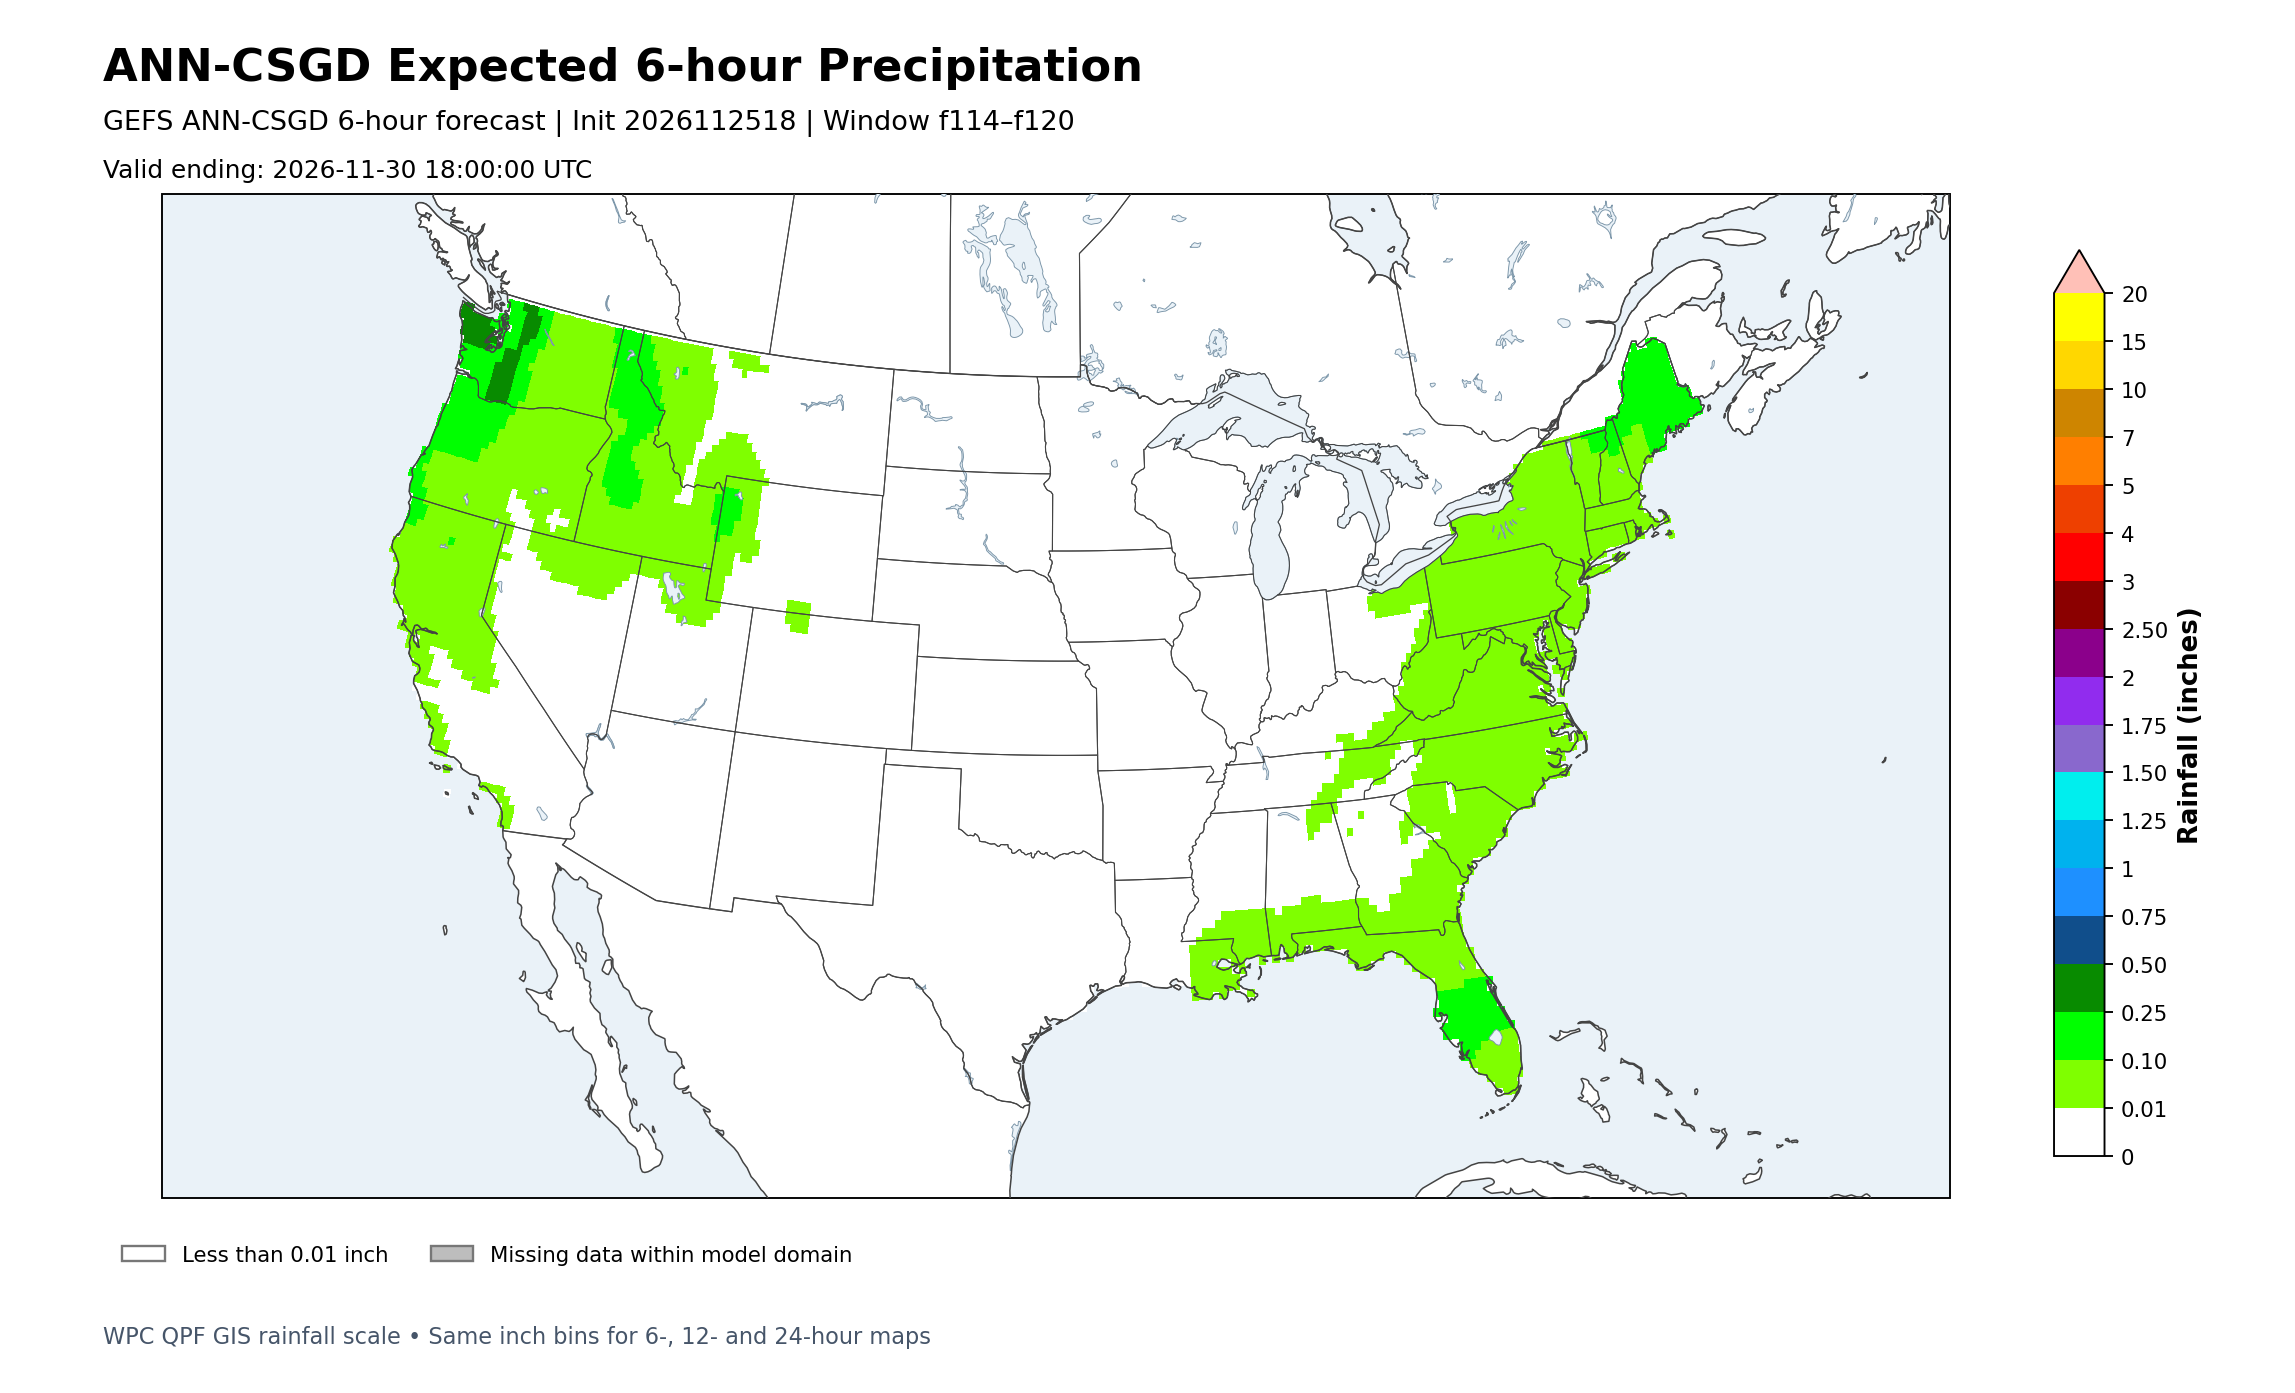 ANN-CSGD Expected 6-hour Precipitation
GEFS ANN-CSGD 6-hour forecast | Init 2026112518 | Window f114–f120
Valid ending: 2026-11-30 18:00:00 UTC
20
15
10
7
5
4
3
2.50
2
1.75
1.50
1.25
1
0.75
0.50
0.25
0.10
0.01
0
Rainfall (inches)
Less than 0.01 inch
Missing data within model domain
WPC QPF GIS rainfall scale • Same inch bins for 6-, 12- and 24-hour maps